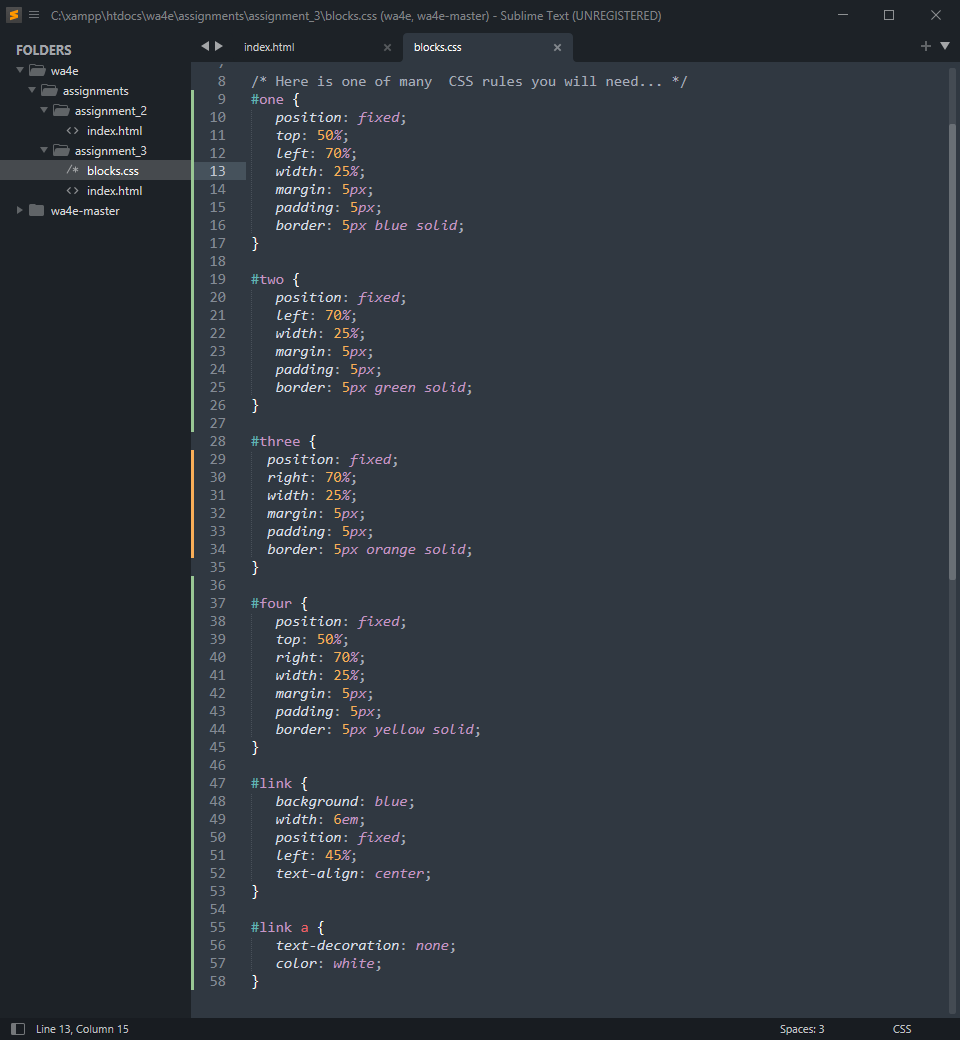 C:\xampp\htdocs\wa4e\assignments\assignment_3\blocks.css (wa4e, wa4e-master) - Sublime Text (UNREGISTERED)
FOLDERS
wa4e
assignments
assignment_2
<> index.html
assignment_3
/* blocks.css
<> index.html
wa4e-master
index.html
blocks.css
7
8 /* Here is one of many  CSS rules you will need... */
9 #one {
10 position: fixed;
11 top: 50%;
12 left: 70%;
13 width: 25%;
14 margin: 5px;
15 padding: 5px;
16 border: 5px blue solid;
17 }
18
19 #two {
20 position: fixed;
21 left: 70%;
22 width: 25%;
23 margin: 5px;
24 padding: 5px;
25 border: 5px green solid;
26 }
27
28 #three {
29 position: fixed;
30 right: 70%;
31 width: 25%;
32 margin: 5px;
33 padding: 5px;
34 border: 5px orange solid;
35 }
36
37 #four {
38 position: fixed;
39 top: 50%;
40 right: 70%;
41 width: 25%;
42 margin: 5px;
43 padding: 5px;
44 border: 5px yellow solid;
45 }
46
47 #link {
48 background: blue;
49 width: 6em;
50 position: fixed;
51 left: 45%;
52 text-align: center;
53 }
54
55 #link a {
56 text-decoration: none;
57 color: white;
58 }
Line 13, Column 15
Spaces: 3
CSS